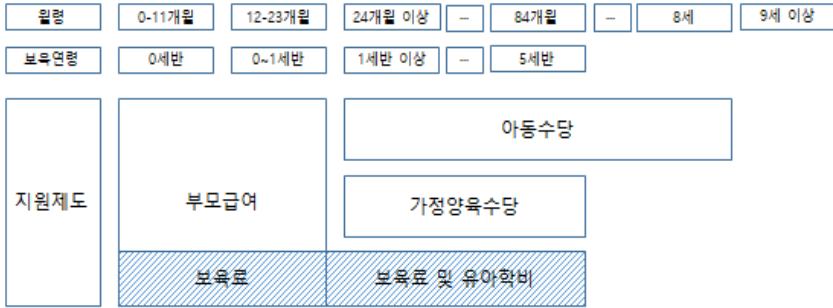 월령 0-11개월 12-23개월 24개월 이상 … 84개월 … 8세 9세 이상
보육연령 0세반 0~1세반 1세반 이상 … 5세반
아동수당
지원제도 부모급여 가정양육수당
보육료 보육료 및 유아학비